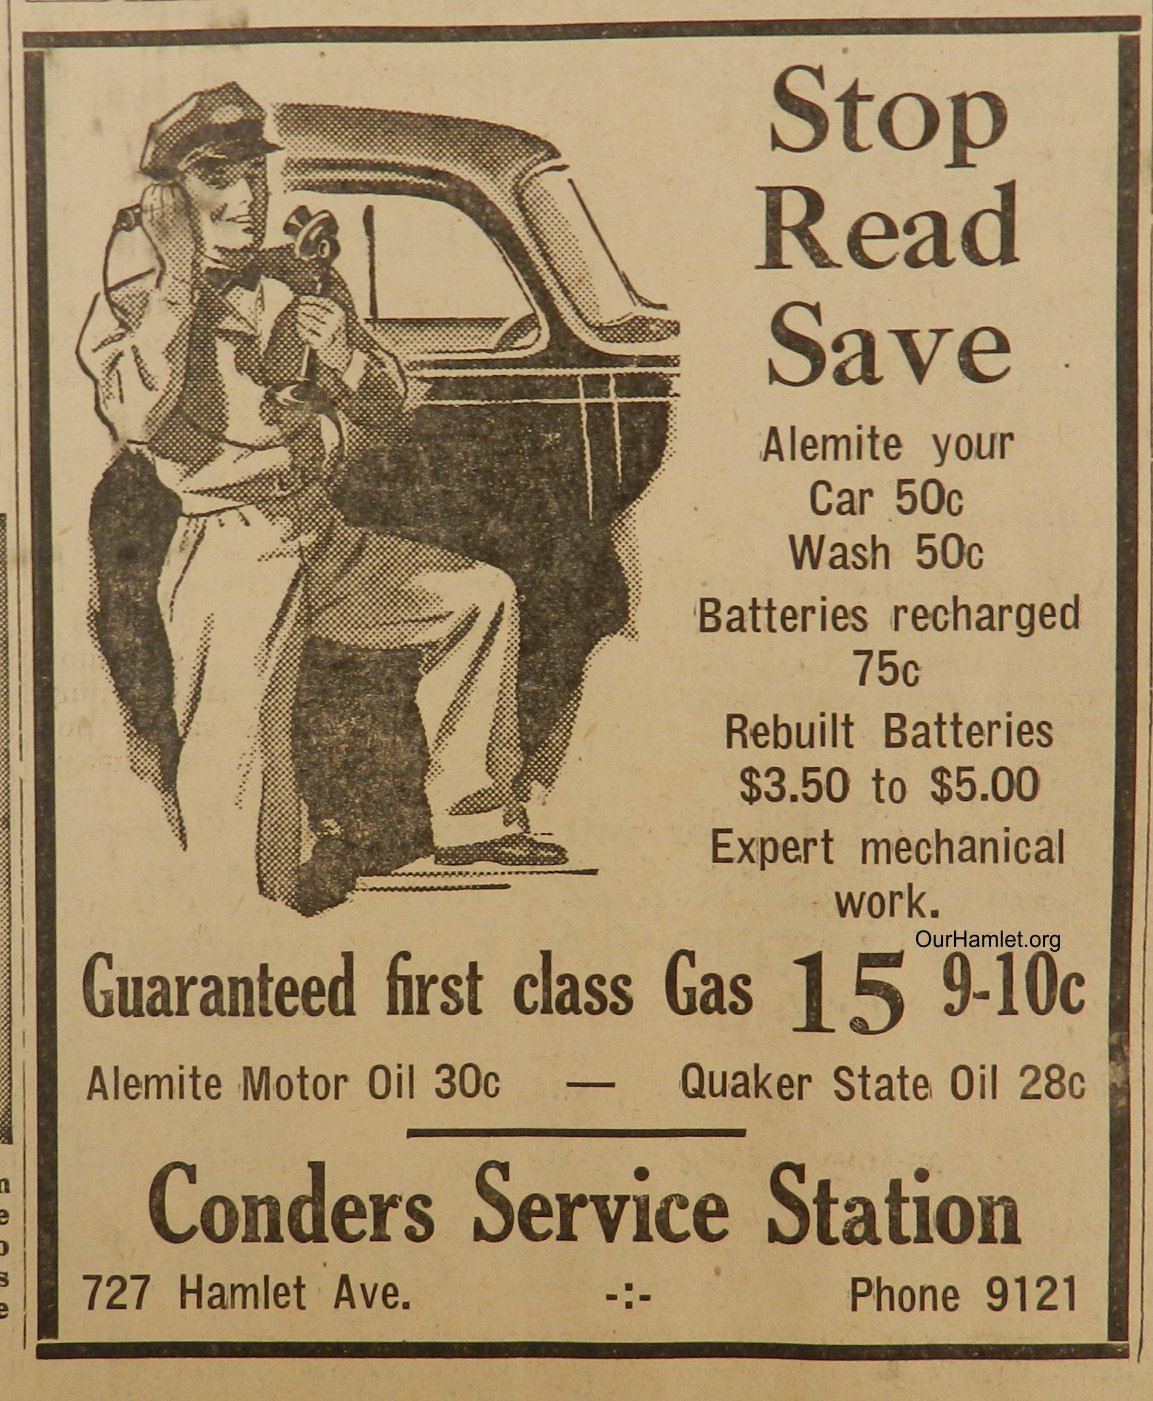 Stop
Read
Save
Alemite your
Car 50c
Wash 50c
Batteries recharged
75c
Rebuilt Batteries
$3.50 to $5.00
Expert mechanical
work.
OurHamlet.org
Guaranteed first class Gas 15 9-10c
Alemite Motor Oil 30c — Quaker State Oil 28c
Conders Service Station
727 Hamlet Ave. -:- Phone 9121